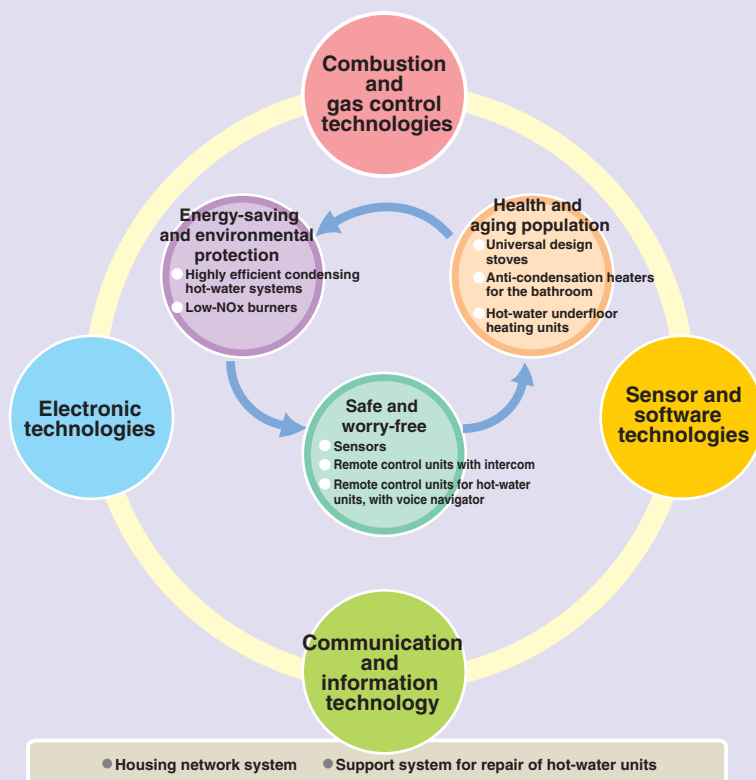 Combustion
and
gas control
technologies
Energy-saving
and environmental
protection
Highly efficient condensing
hot-water systems
Low-NOx burners
Health and
aging population
Universal design
stoves
Anti-condensation heaters
for the bathroom
Hot-water underfloor
heating units
Electronic
technologies
Safe and
worry-free
Sensors
Remote control units with intercom
Remote control units for hot-water
units, with voice navigator
Sensor and
software
technologies
Communication
and
information
technology
Housing network system
Support system for repair of hot-water units